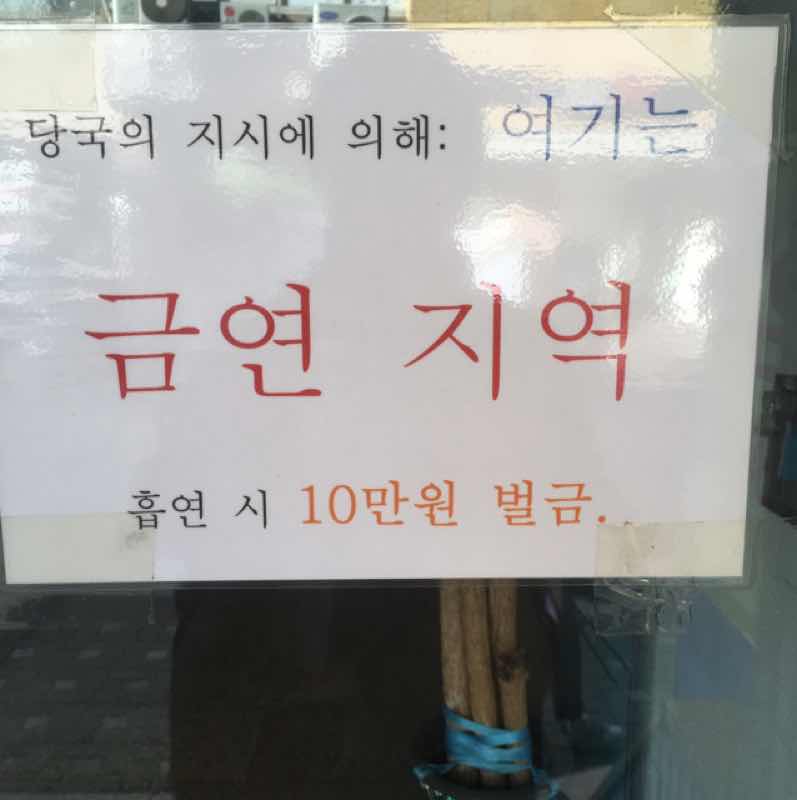 당국의 지시에 의해: 여기는
금연 지역
흡연 시 10만원 벌금.